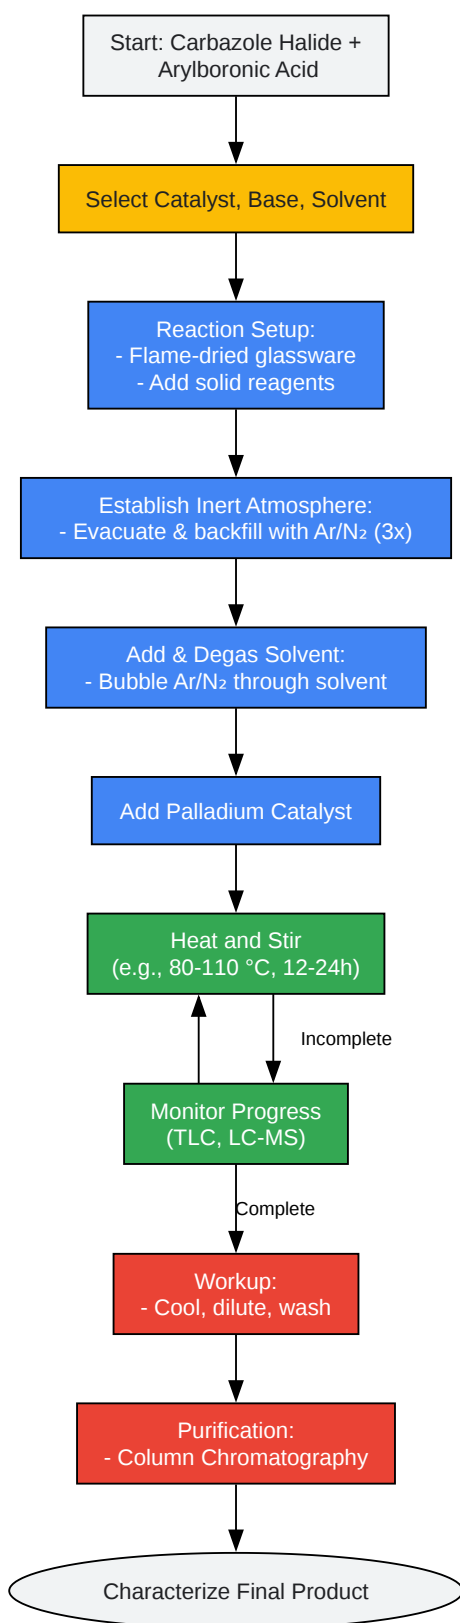 Start: Carbazole Halide +
Arylboronic Acid
Select Catalyst, Base, Solvent
Reaction Setup:
- Flame-dried glassware
- Add solid reagents
Establish Inert Atmosphere:
- Evacuate & backfill with Ar/N₂ (3x)
Add & Degas Solvent:
- Bubble Ar/N₂ through solvent
Add Palladium Catalyst
Heat and Stir
(e.g., 80-110 °C, 12-24h)
Incomplete
Monitor Progress
(TLC, LC-MS)
Complete
Workup:
- Cool, dilute, wash
Purification:
- Column Chromatography
Characterize Final Product